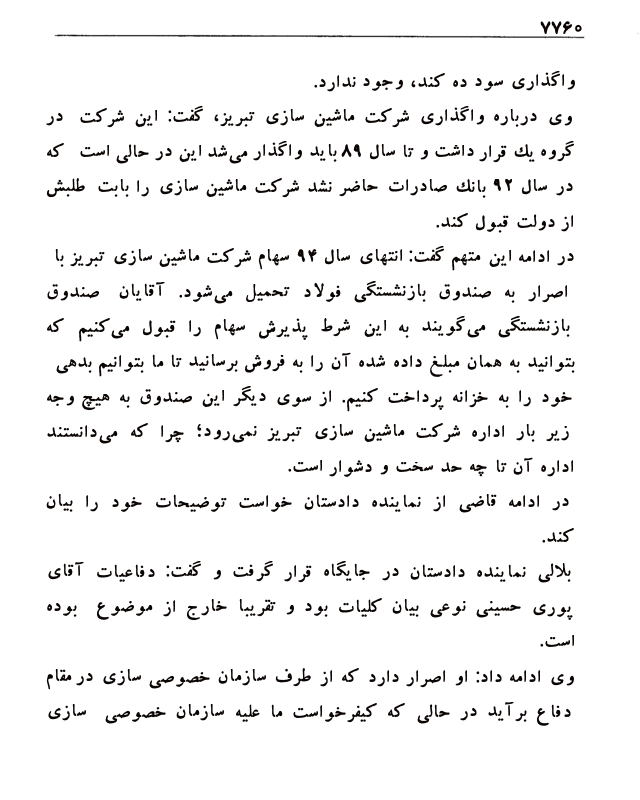 ۷۷۶۰
واگذاری سود ده کند، وجود ندارد.
وی درباره واگذاری شرکت ماشین سازی تبریز، گفت: این شرکت در
گروه یك قرار داشت و تا سال ۸۹ باید واگذار می‌شد این در حالی است که
در سال ۹۲ بانك صادرات حاضر نشد شرکت ماشین سازی را بابت طلبش
از دولت قبول کند.
در ادامه این متهم گفت: انتهای سال ۹۴ سهام شرکت ماشین سازی تبریز با
اصرار به صندوق بازنشستگی فولاد تحمیل می‌شود. آقایان صندوق
بازنشستگی می‌گویند به این شرط پذیرش سهام را قبول می‌کنیم که
بتوانید به همان مبلغ داده شده آن را به فروش برسانید تا ما بتوانیم بدهی
خود را به خزانه پرداخت کنیم. از سوی دیگر این صندوق به هیچ وجه
زیر بار اداره شرکت ماشین سازی تبریز نمی‌رود؛ چرا که می‌دانستند
اداره آن تا چه حد سخت و دشوار است.
در ادامه قاضی از نماینده دادستان خواست توضیحات خود را بیان
کند.
بلالی نماینده دادستان در جایگاه قرار گرفت و گفت: دفاعیات آقای
پوری حسینی نوعی بیان کلیات بود و تقریبا خارج از موضوع بوده
است.
وی ادامه داد: او اصرار دارد که از طرف سازمان خصوصی سازی در مقام
دفاع برآید در حالی که کیفرخواست ما علیه سازمان خصوصی سازی